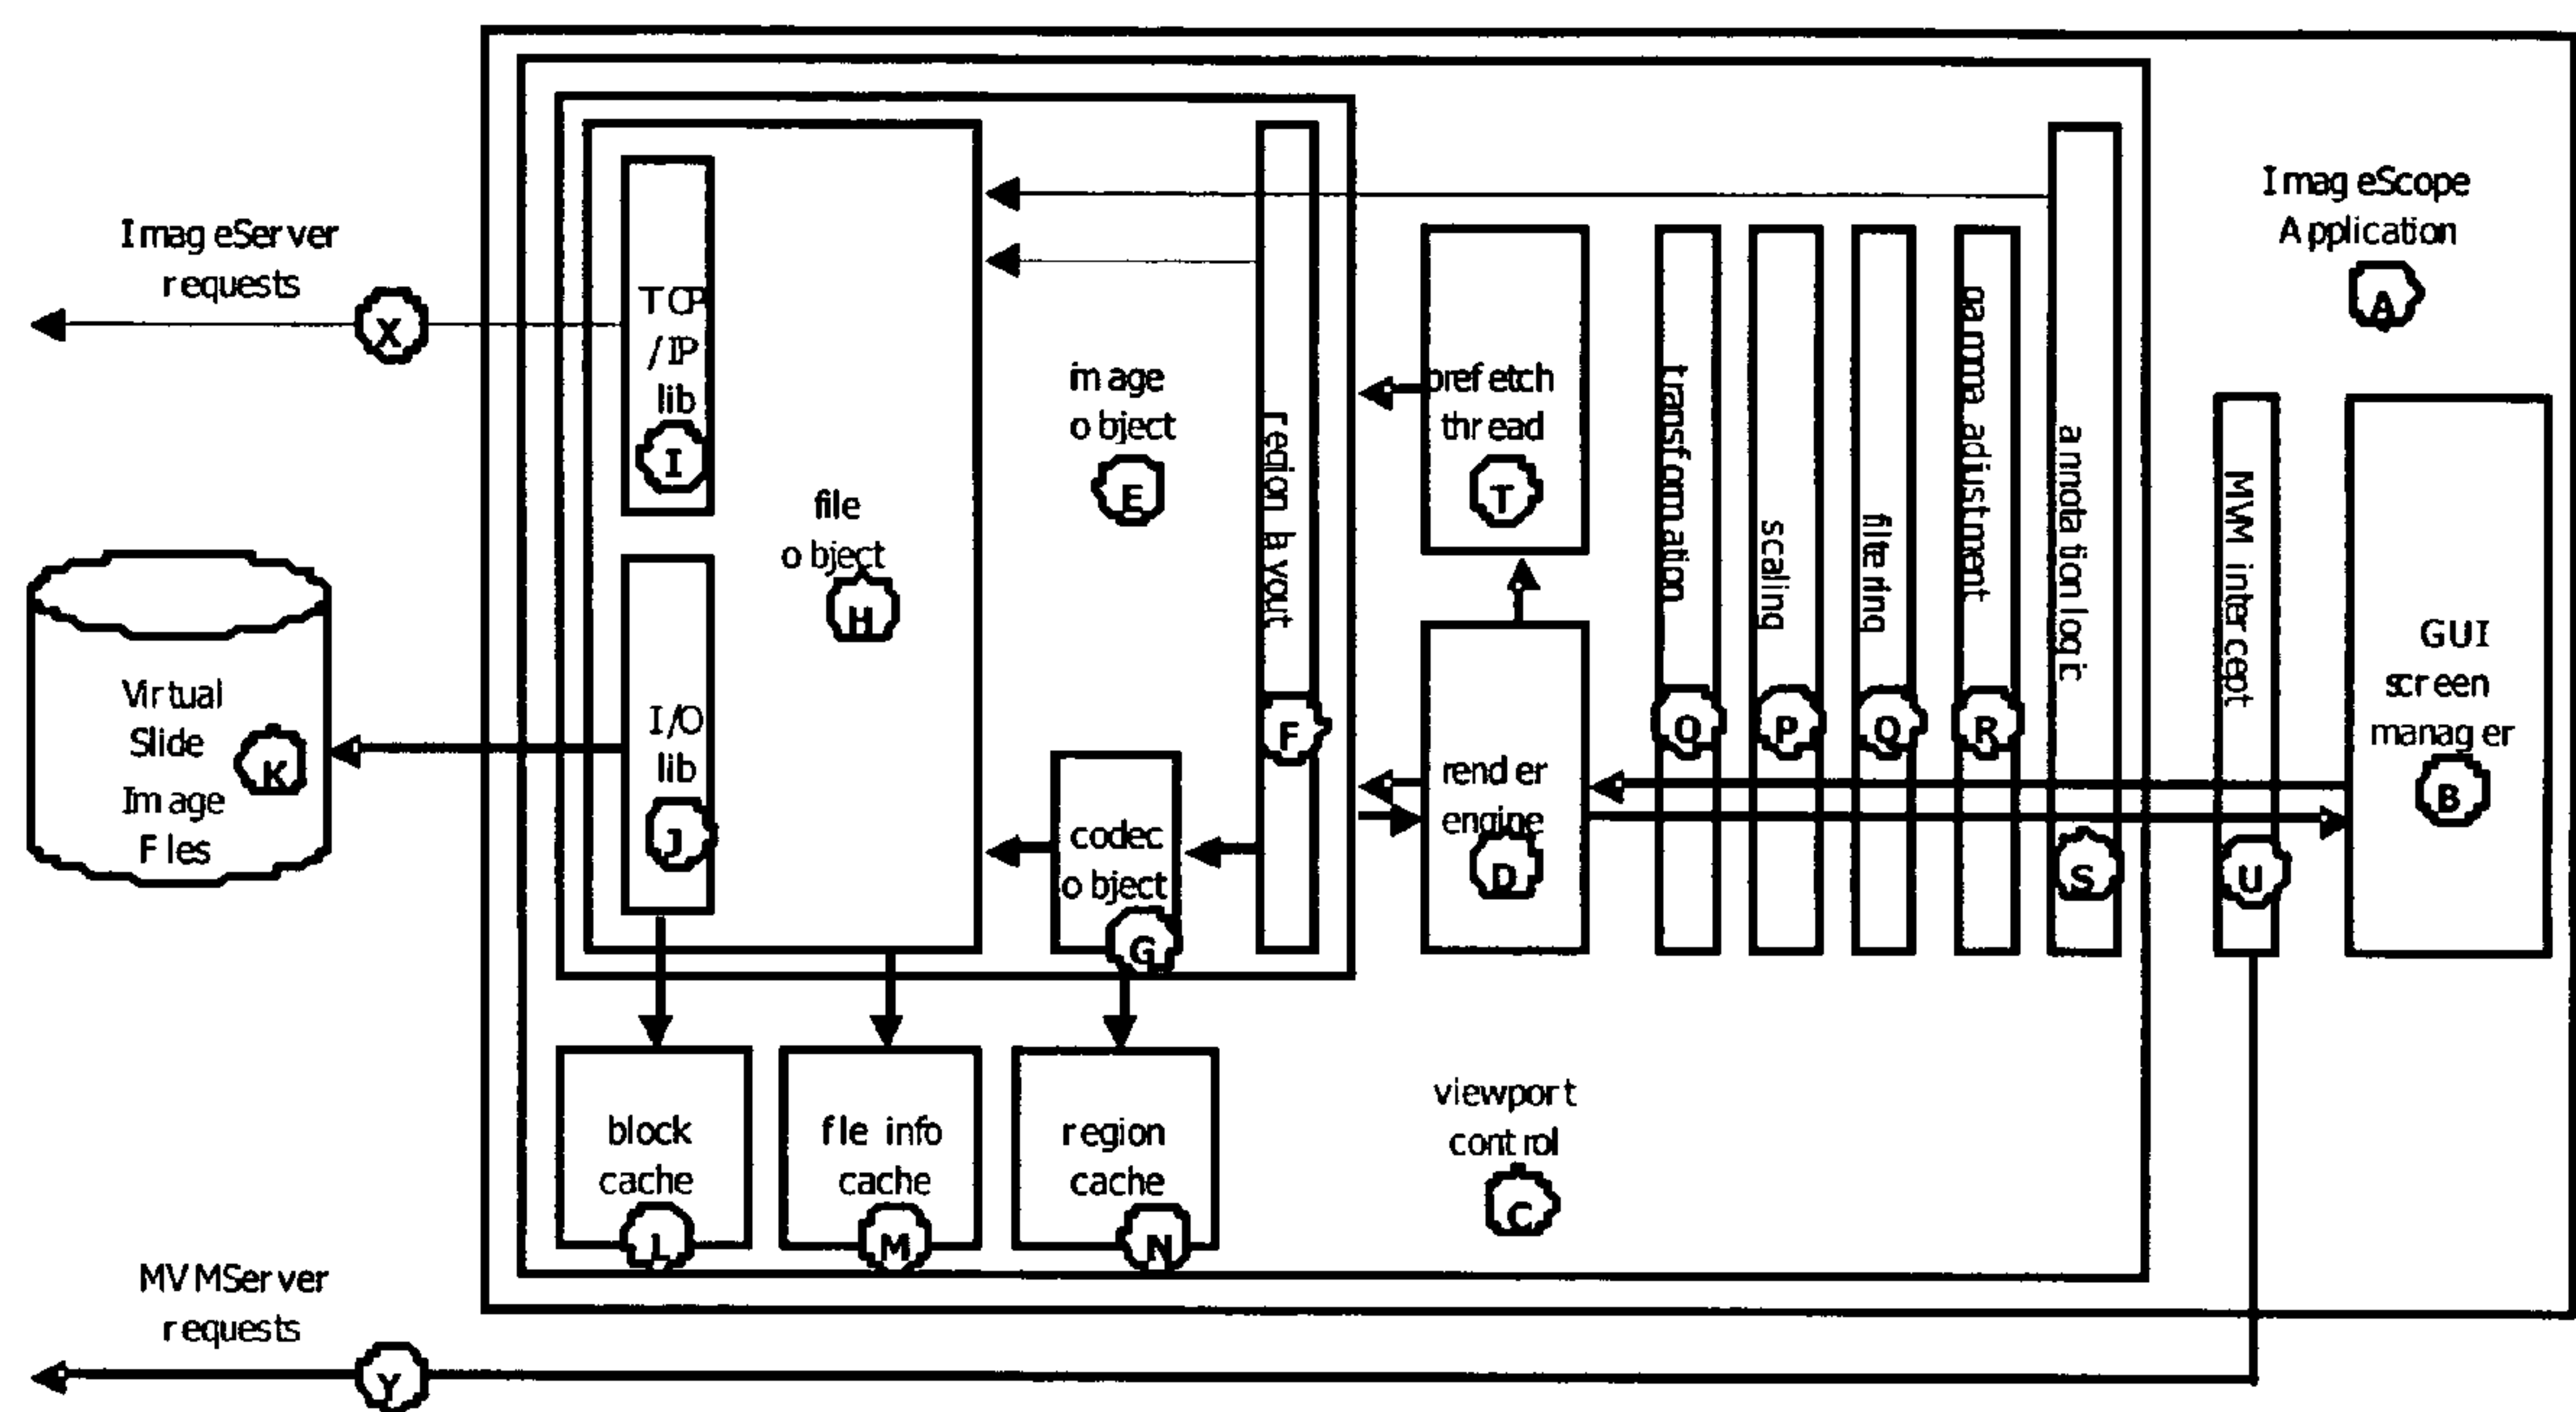 ImageServer
requests
X
TCP
/IP
lib
I
file
object
H
image
object
E
region layout
F
prefetch
thread
T
transformation
O
scaling
P
filtering
Q
gamma adjustment
R
annotation logic
S
ImageScope
Application
A
MVM intercept
U
GUI
screen
manager
B
Virtual
Slide
Image
Files
K
I/O
lib
J
codec
object
G
render
engine
D
block
cache
L
file info
cache
M
region
cache
N
viewport
control
C
MVMServer
requests
Y